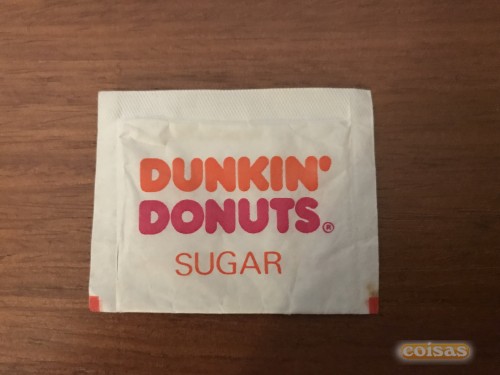 DUNKIN'
DONUTS®
SUGAR
coisas